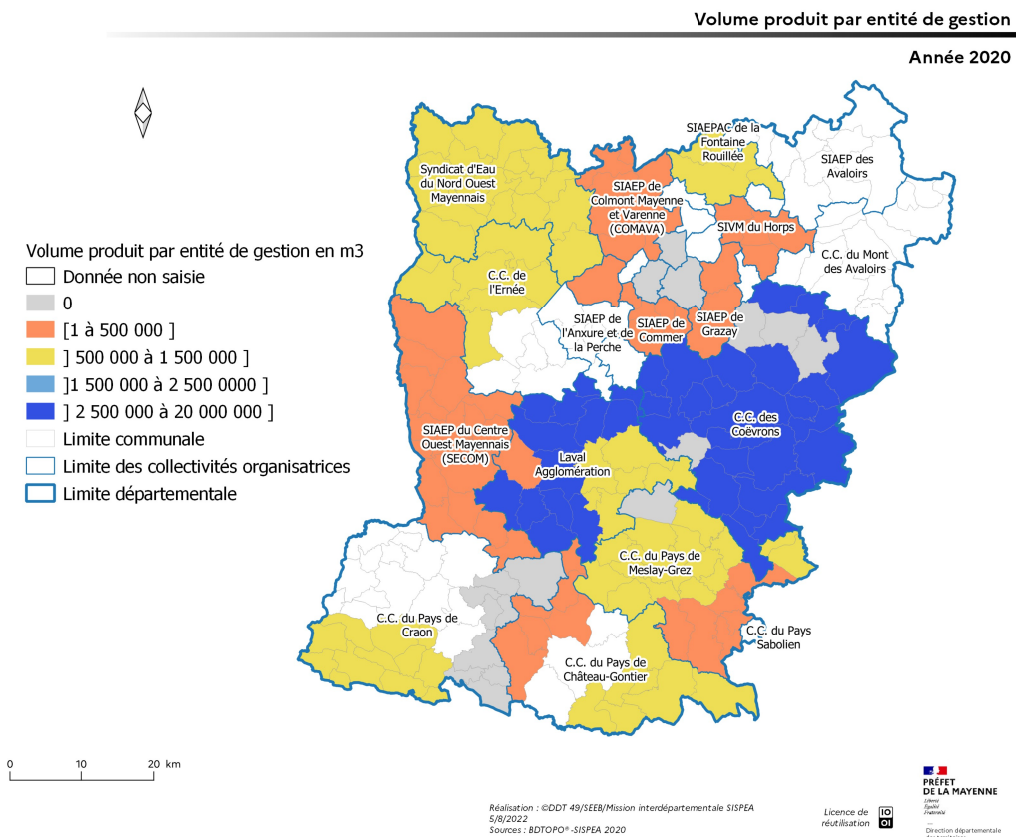 Volume produit par entité de gestion
Année 2020
SIAEPAC de la
Fontaine
Rouillée
SIAEP des
Avaloirs
Syndicat d'Eau
du Nord Ouest
Mayennais
SIAEP de
Colmont Mayenne
et Varenne
(COMAVA)
SIVM du Horps
C.C. du Mont
des Avaloirs
C.C. de
l'Ernée
SIAEP de
l'Anxure et de
la Perche
SIAEP de
Commer
SIAEP de
Grazay
Volume produit par entité de gestion en m3
Donnée non saisie
0
[1 à 500 000 ]
] 500 000 à 1 500 000 ]
]1 500 000 à 2 500 0000 ]
] 2 500 000 à 20 000 000 ]
Limite communale
Limite des collectivités organisatrices
Limite départementale
C.C. des
Coëvrons
SIAEP du Centre
Ouest Mayennais
(SECOM)
Laval
Agglomération
C.C. du Pays de
Meslay-Grez
C.C. du Pays de
Craon
C.C. du Pays
Sabolien
C.C. du Pays de
Château-Gontier
0 10 20 km
Réalisation : ©DDT 49/SEEB/Mission interdépartementale SISPEA
5/8/2022
Sources : BDTOPO® -SISPEA 2020
Licence de
réutilisation
PRÉFET
DE LA MAYENNE
Liberté
Égalité
Fraternité
Direction départementale
des territoires